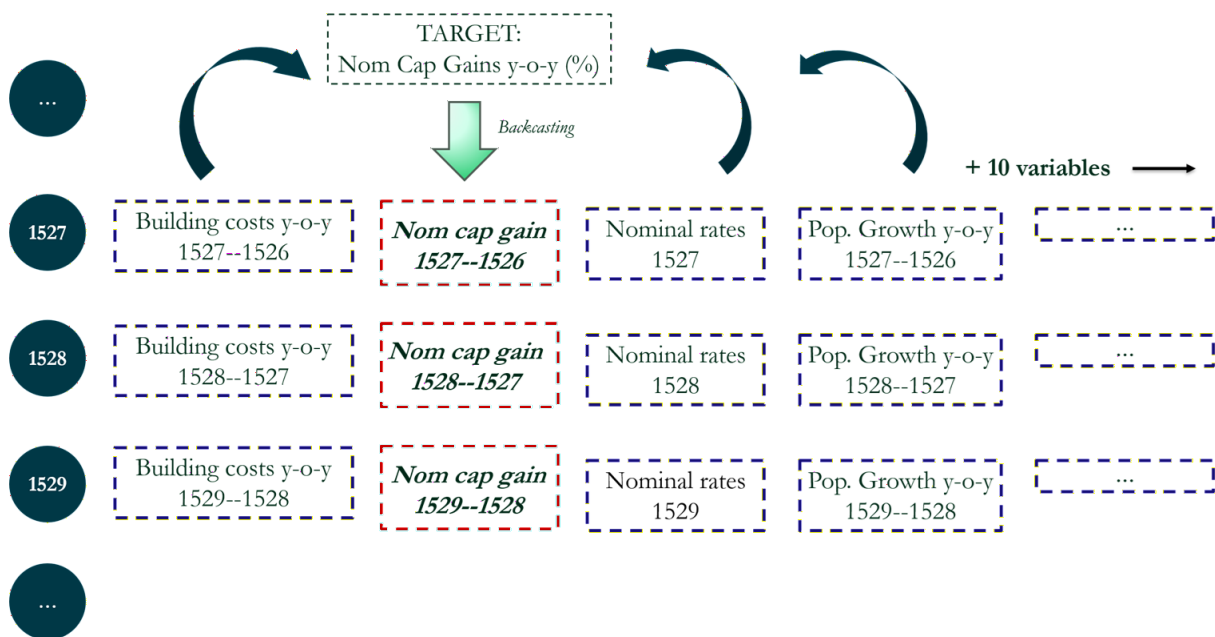 TARGET:
Nom Cap Gains y-o-y (%)
...
Backcasting
+ 10 variables
1527
Building costs y-o-y
1527--1526
Nom cap gain
1527--1526
Nominal rates
1527
Pop. Growth y-o-y
1527--1526
...
1528
Building costs y-o-y
1528--1527
Nom cap gain
1528--1527
Nominal rates
1528
Pop. Growth y-o-y
1528--1527
...
1529
Building costs y-o-y
1529--1528
Nom cap gain
1529--1528
Nominal rates
1529
Pop. Growth y-o-y
1529--1528
...
...